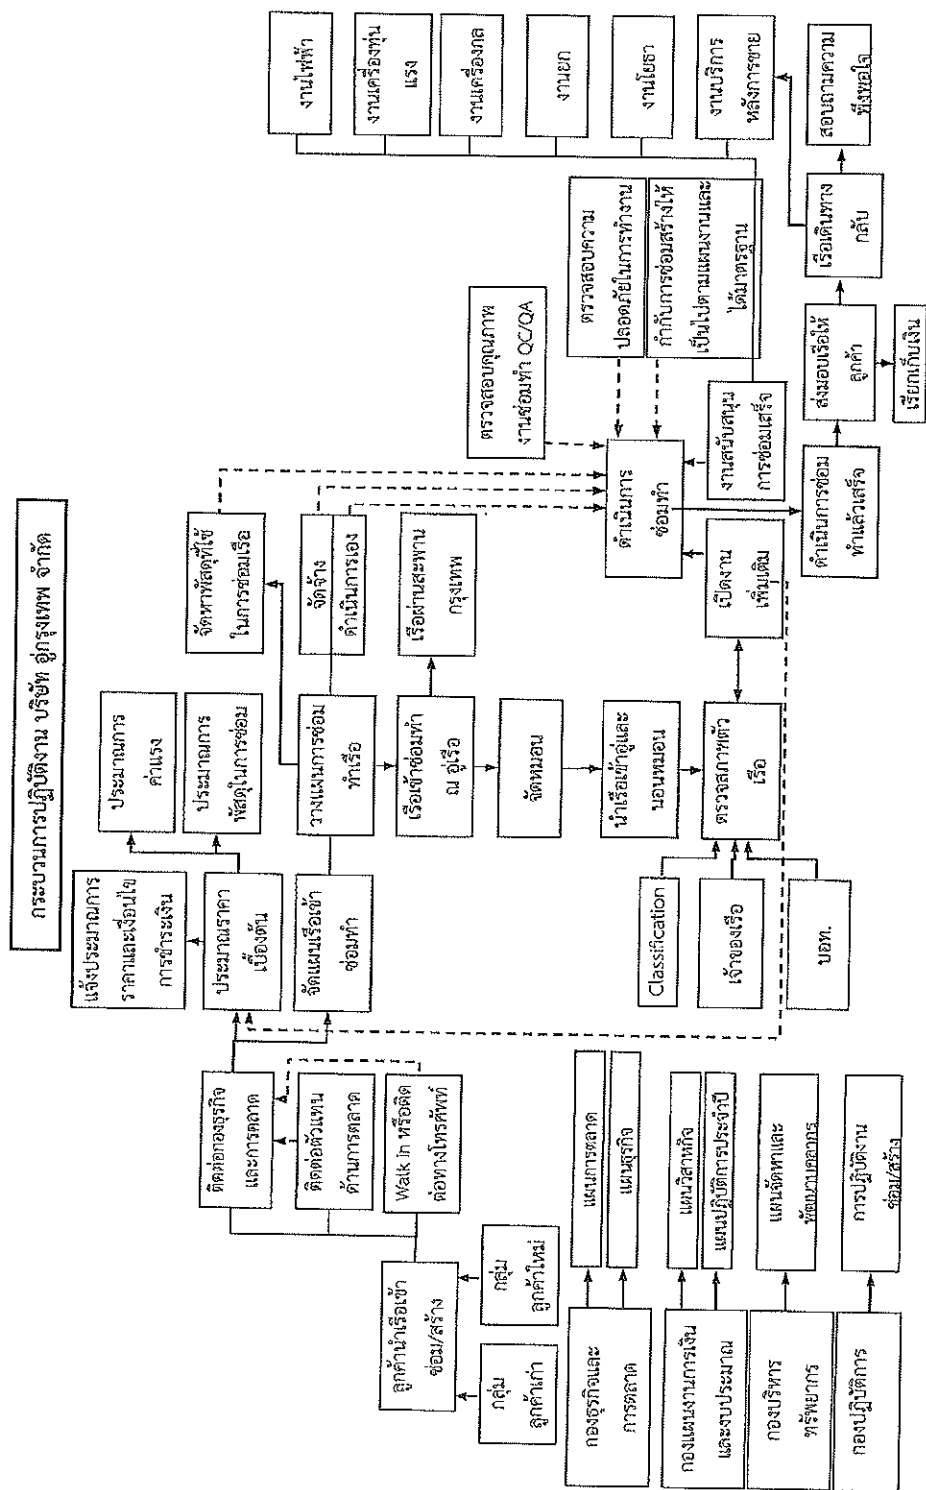 กระบวนการปฏิบัติงาน บริษัท อู่กรุงเทพ จำกัด
กลุ่ม
ลูกค้าเก่า
กลุ่ม
ลูกค้าใหม่
ลูกค้านำเรือเข้า
ซ่อม/สร้าง
ติดต่อกองธุรกิจ
และการตลาด
ติดต่อตัวแทน
ด้านการตลาด
Walk in หรือติด
ต่อทางโทรศัพท์
แจ้งประมาณการ
ราคาและเงื่อนไข
การชำระเงิน
ประมาณราคา
เบื้องต้น
จัดแผนเรือเข้า
ซ่อมทำ
ประมาณการ
ค่าแรง
ประมาณการ
พัสดุในการซ่อม
วางแผนการซ่อม
ทำเรือ
จัดหาพัสดุที่ใช้
ในการซ่อมเรือ
จัดจ้าง
ดำเนินการเอง
เรือเข้าซ่อมทำ
ณ อู่เรือ
เรือผ่านสะพาน
กรุงเทพ
จัดหมอน
นำเรือเข้าอู่และ
นอนหมอน
ตรวจสภาพตัว
เรือ
Classification
เจ้าของเรือ
บอท.
เปิดงาน
เพิ่มเติม
ดำเนินการ
ซ่อมทำ
ตรวจสอบคุณภาพ
งานซ่อมทำ QC/QA
ตรวจสอบความ
ปลอดภัยในการทำงาน
กำกับการซ่อมสร้างให้
เป็นไปตามแผนงานและ
ได้มาตรฐาน
งานสนับสนุน
การซ่อมเสร็จ
งานไฟฟ้า
งานเครื่องทุ่น
แรง
งานเครื่องกล
งานยก
งานโยธา
งานบริการ
หลังการขาย
ดำเนินการซ่อม
ทำแล้วเสร็จ
ส่งมอบเรือให้
ลูกค้า
เรียกเก็บเงิน
เรือเดินทาง
กลับ
สอบถามความ
พึงพอใจ
กองธุรกิจและ
การตลาด
แผนการตลาด
แผนธุรกิจ
กองแผนงานการเงิน
และงบประมาณ
แผนวิสาหกิจ
แผนปฏิบัติการประจำปี
กองบริหาร
ทรัพยากร
แผนจัดหาและ
พัฒนาบุคลากร
กองปฏิบัติการ
การปฏิบัติงาน
ซ่อม/สร้าง